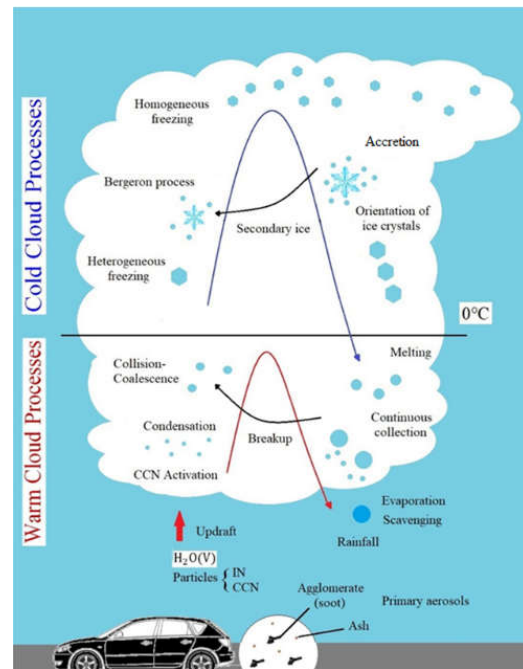 Cold Cloud Processes
Homogeneous
freezing
Accretion
Bergeron process
Secondary ice
Orientation of
ice crystals
Heterogeneous
freezing
0°C
Warm Cloud Processes
Melting
Collision-
Coalescence
Continuous
collection
Condensation
Breakup
CCN Activation
Evaporation
Scavenging
Updraft
Rainfall
H₂O(V)
Particles { IN
CCN
Agglomerate
(soot)
Primary aerosols
Ash